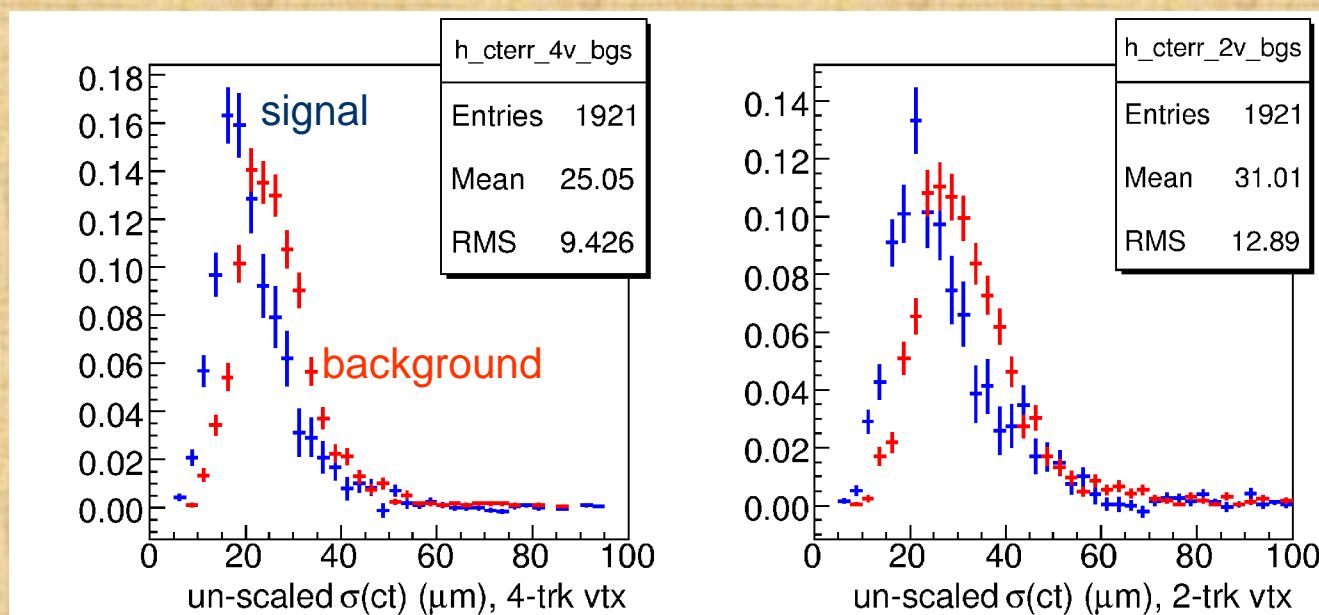 h_cterr_4v_bgs
Entries 1921
Mean 25.05
RMS 9.426
signal
background
0.18
0.16
0.14
0.12
0.10
0.08
0.06
0.04
0.02
0.00
0 20 40 60 80 100
un-scaled σ(ct) (μm), 4-trk vtx
h_cterr_2v_bgs
Entries 1921
Mean 31.01
RMS 12.89
0.14
0.12
0.10
0.08
0.06
0.04
0.02
0.00
0 20 40 60 80 100
un-scaled σ(ct) (μm), 2-trk vtx